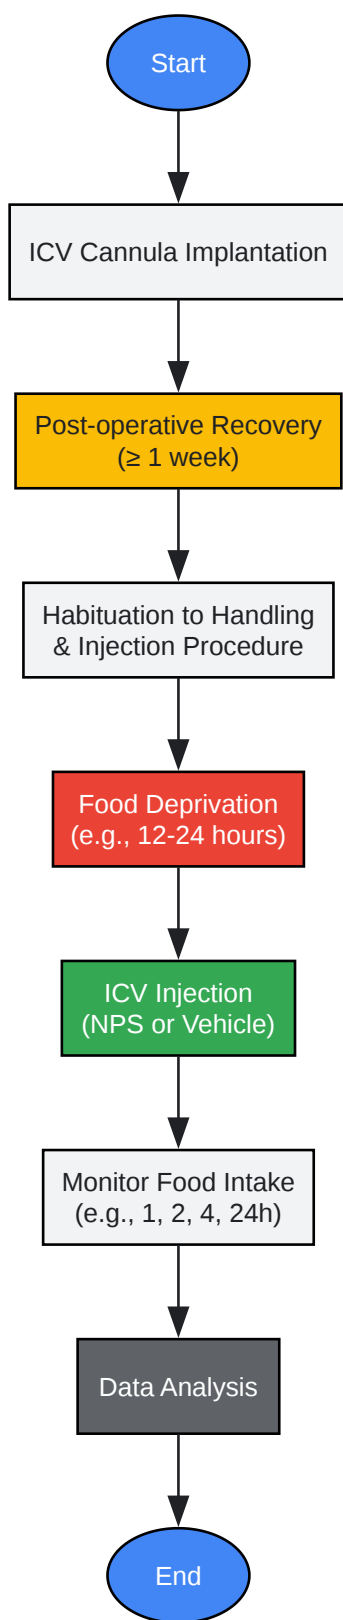 Start
ICV Cannula Implantation
Post-operative Recovery
(≥ 1 week)
Habituation to Handling
& Injection Procedure
Food Deprivation
(e.g., 12-24 hours)
ICV Injection
(NPS or Vehicle)
Monitor Food Intake
(e.g., 1, 2, 4, 24h)
Data Analysis
End